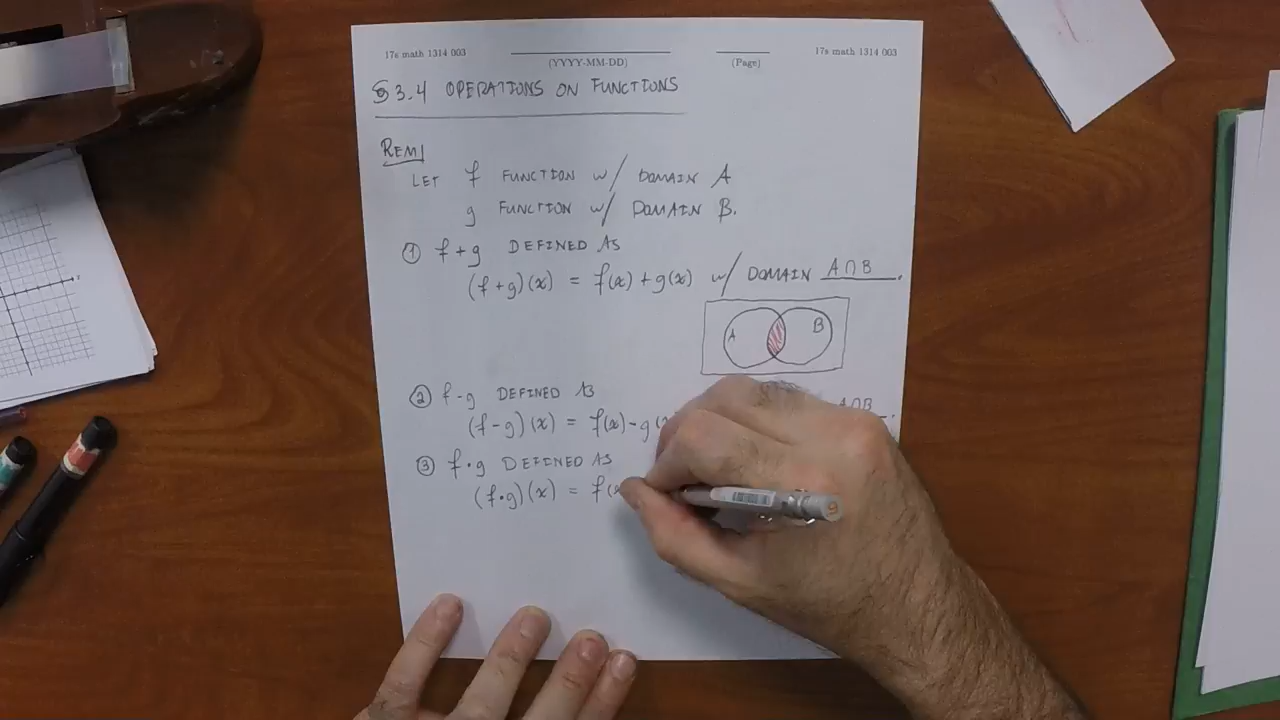 17s math 1314 003 (YYYY-MM-DD) (Page) 17s math 1314 003
§ 3.4 OPERATIONS ON FUNCTIONS
REM
LET f FUNCTION w/ DOMAIN A
g FUNCTION w/ DOMAIN B.
① f+g DEFINED AS
(f+g)(x) = f(x)+g(x) w/ DOMAIN A∩B.
A B
② f-g DEFINED AS
(f-g)(x) = f(x)-g(x A∩B.
③ f•g DEFINED AS
(f•g)(x) = f(x